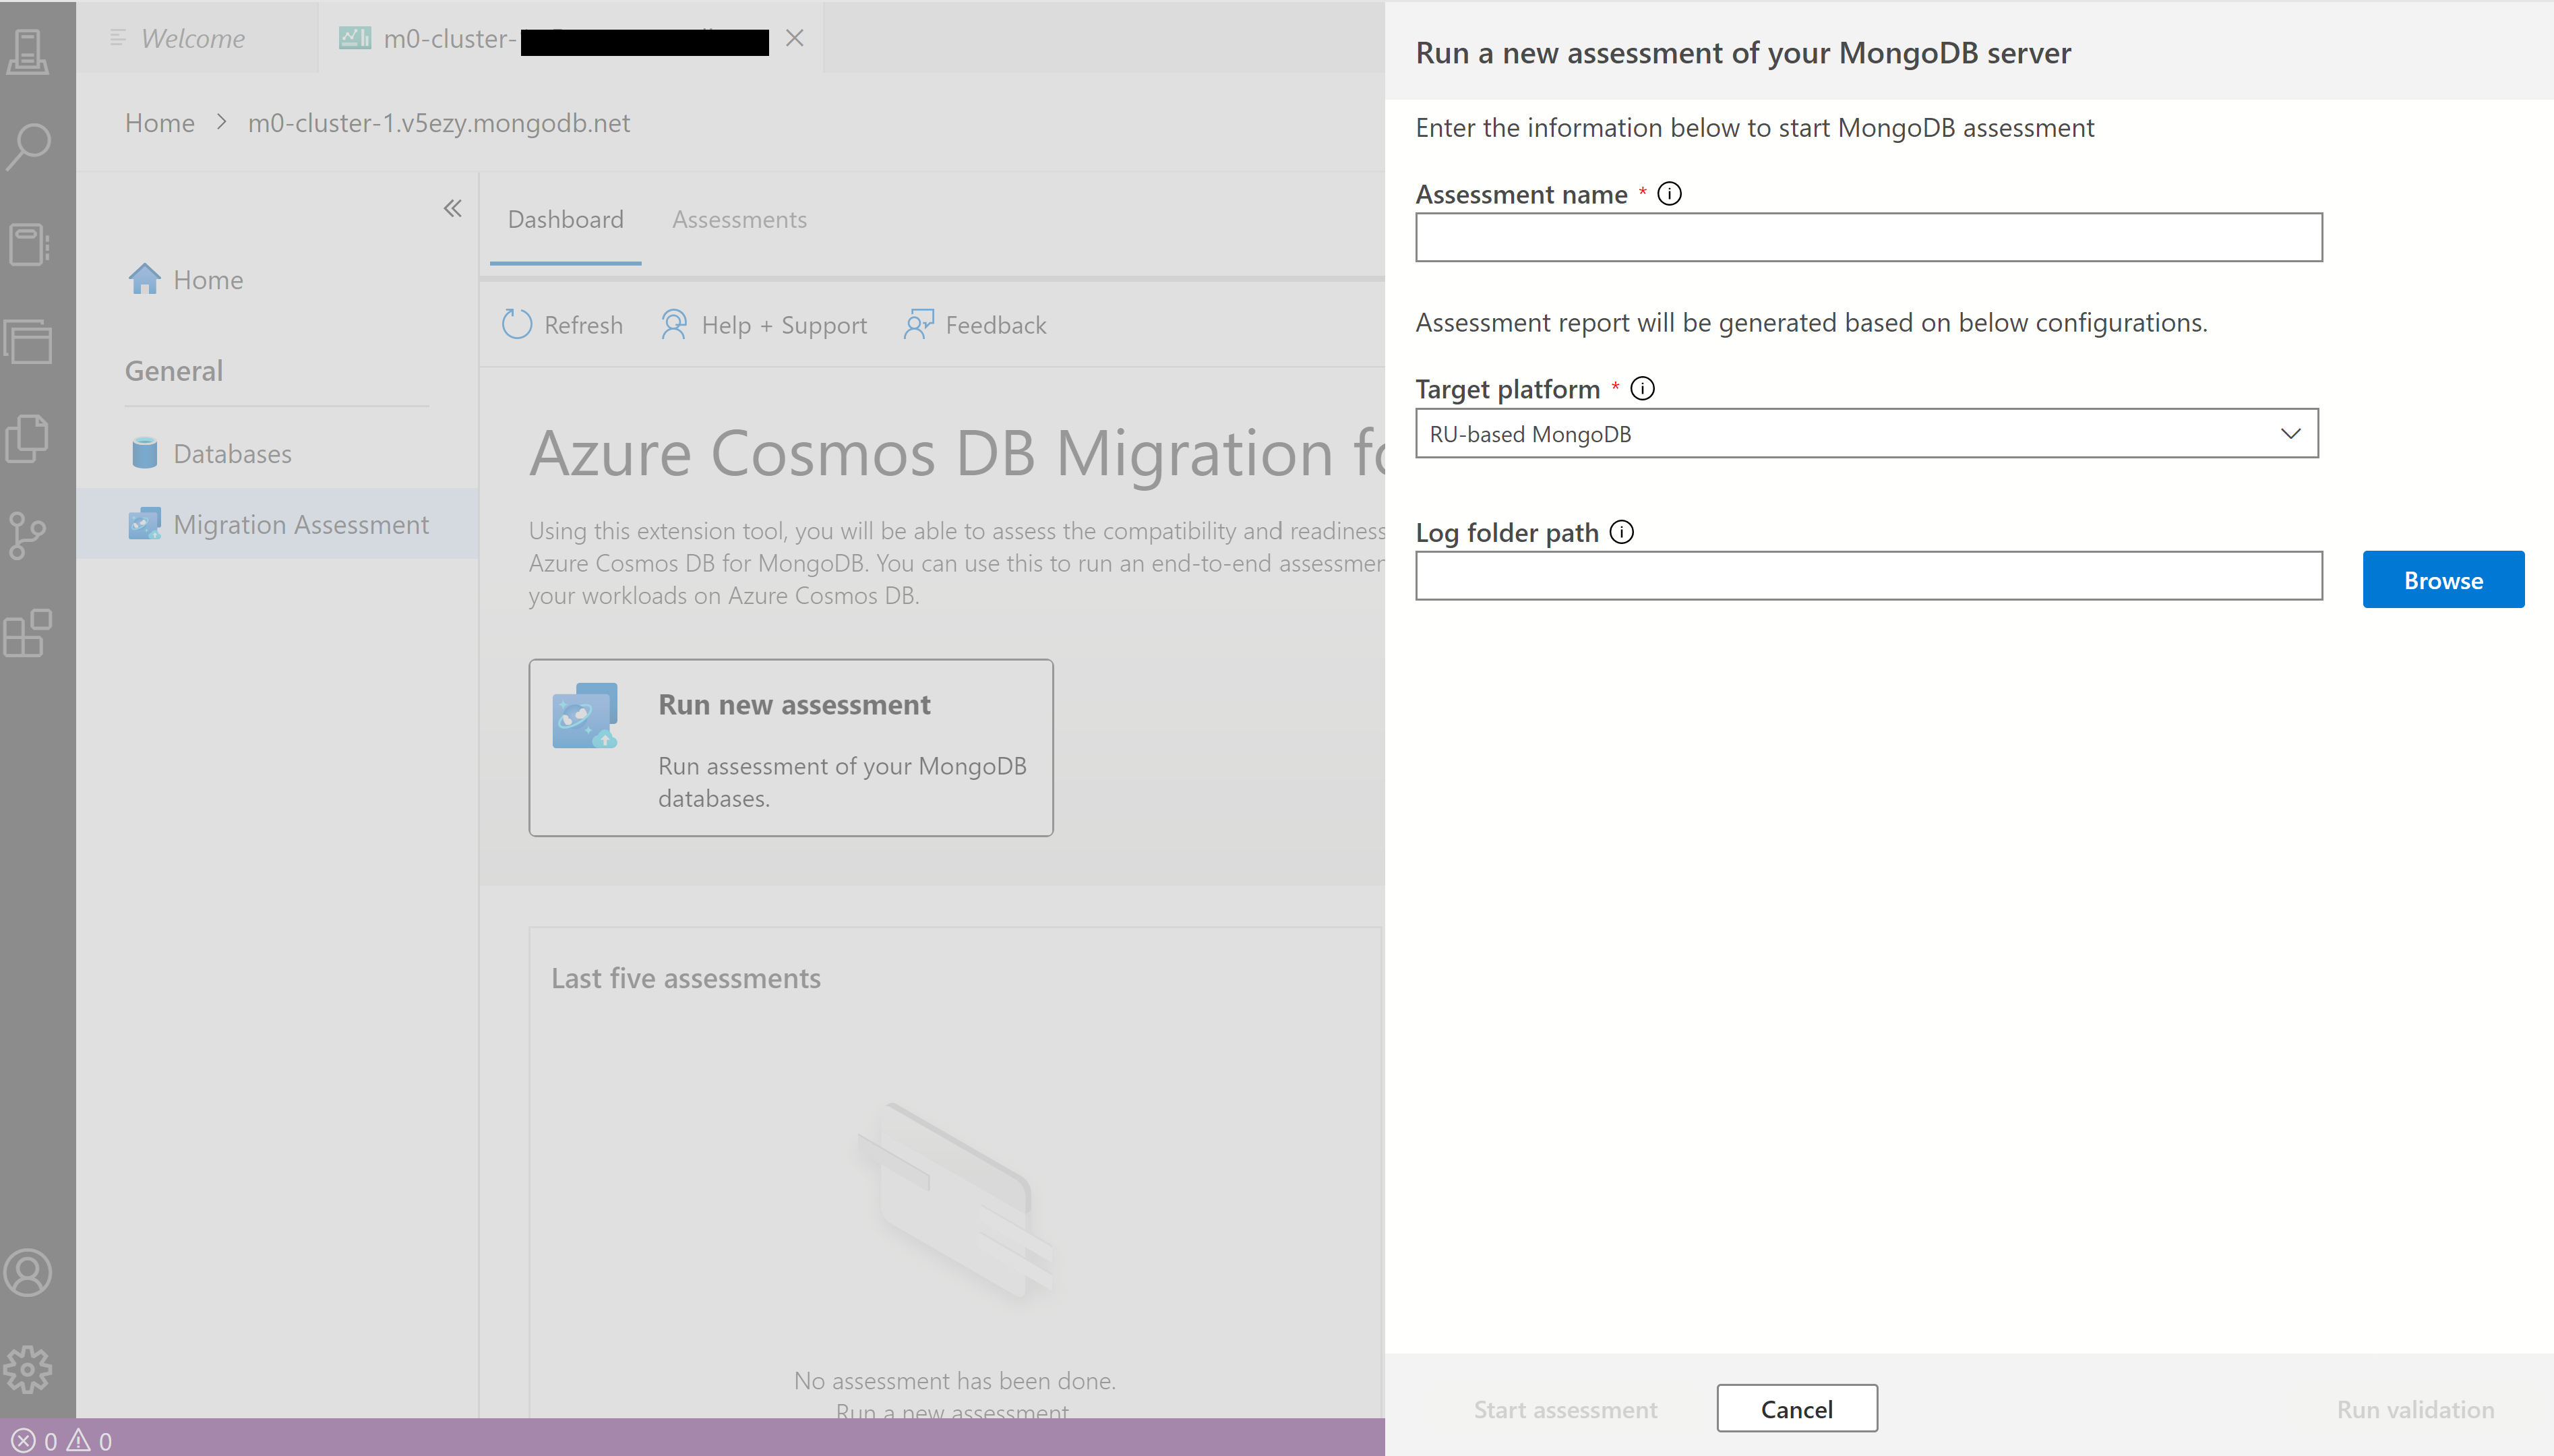 Welcome
m0-cluster-
Home > m0-cluster-1.v5ezy.mongodb.net
Home
General
Databases
Migration Assessment
Dashboard
Assessments
Refresh
Help + Support
Feedback
Azure Cosmos DB Migration fo
Using this extension tool, you will be able to assess the compatibility and readiness
Azure Cosmos DB for MongoDB. You can use this to run an end-to-end assessmen
your workloads on Azure Cosmos DB.
Run new assessment
Run assessment of your MongoDB
databases.
Last five assessments
No assessment has been done.
Run a new assessment
0 0
Run a new assessment of your MongoDB server
Enter the information below to start MongoDB assessment
Assessment name *
Assessment report will be generated based on below configurations.
Target platform *
RU-based MongoDB
Log folder path
Browse
Start assessment
Cancel
Run validation